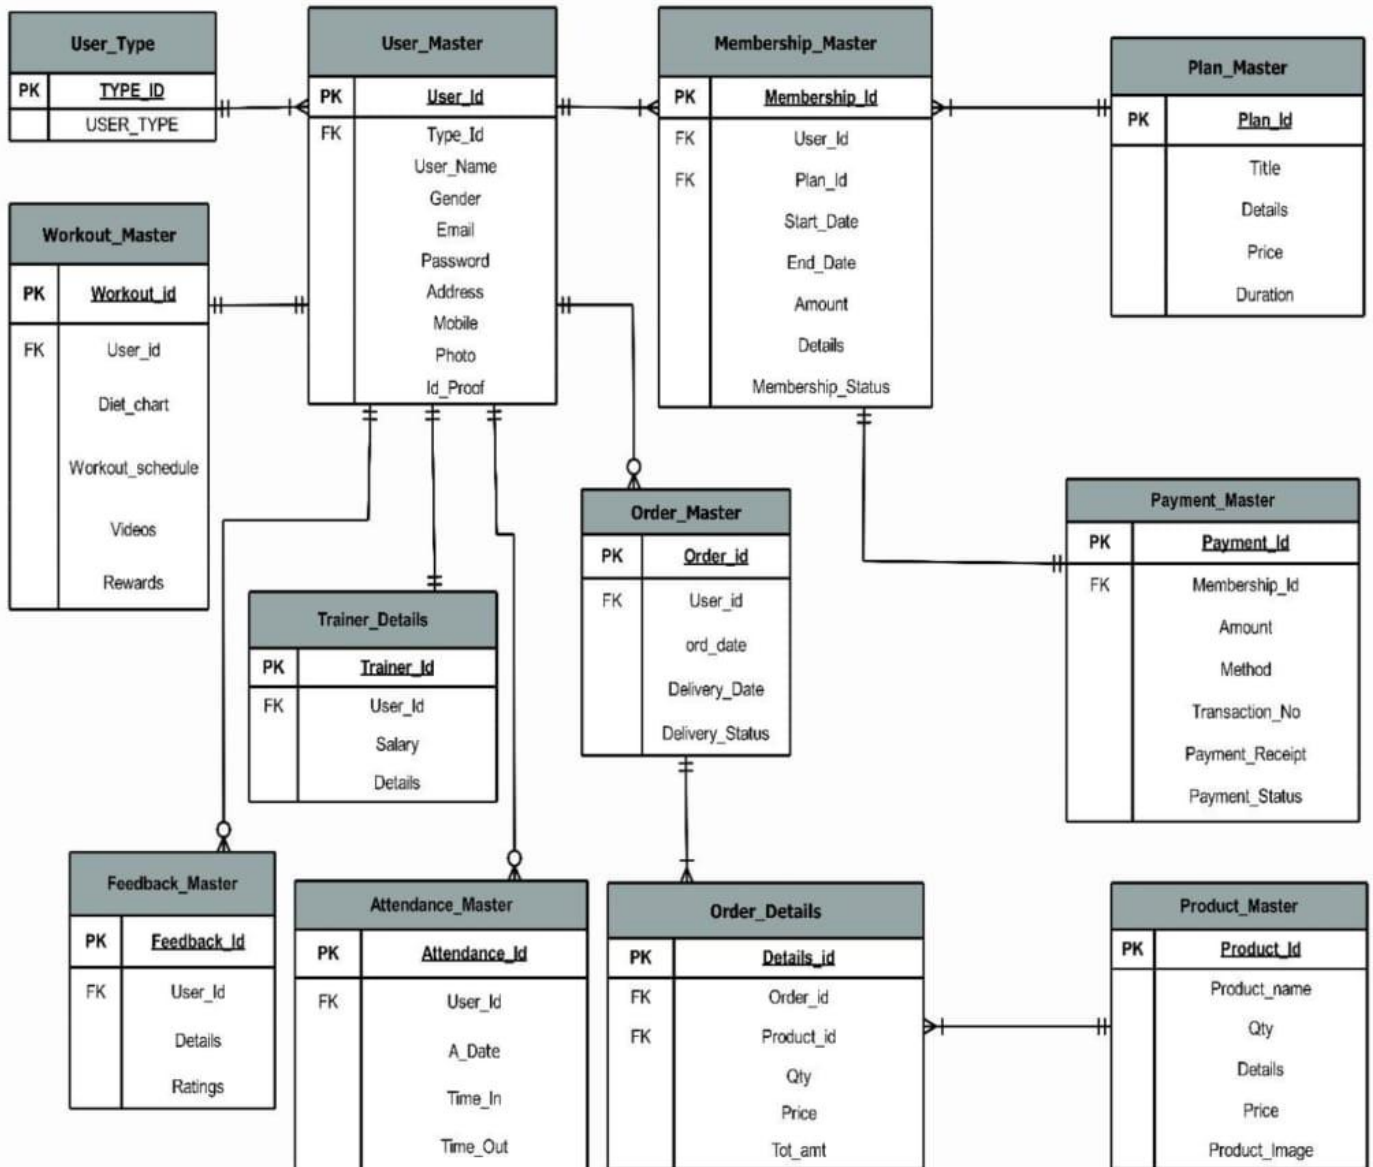 User_Type
PK TYPE_ID
USER_TYPE
User_Master
PK User_Id
FK Type_Id
User_Name
Gender
Email
Password
Address
Mobile
Photo
Id_Proof
Membership_Master
PK Membership_Id
FK User_Id
FK Plan_Id
Start_Date
End_Date
Amount
Details
Membership_Status
Plan_Master
PK Plan_Id
Title
Details
Price
Duration
Workout_Master
PK Workout_id
FK User_id
Diet_chart
Workout_schedule
Videos
Rewards
Trainer_Details
PK Trainer_Id
FK User_Id
Salary
Details
Order_Master
PK Order_id
FK User_id
ord_date
Delivery_Date
Delivery_Status
Payment_Master
PK Payment_Id
FK Membership_Id
Amount
Method
Transaction_No
Payment_Receipt
Payment_Status
Feedback_Master
PK Feedback_Id
FK User_Id
Details
Ratings
Attendance_Master
PK Attendance_Id
FK User_Id
A_Date
Time_In
Time_Out
Order_Details
PK Details_id
FK Order_id
FK Product_id
Qty
Price
Tot_amt
Product_Master
PK Product_Id
Product_name
Qty
Details
Price
Product_Image